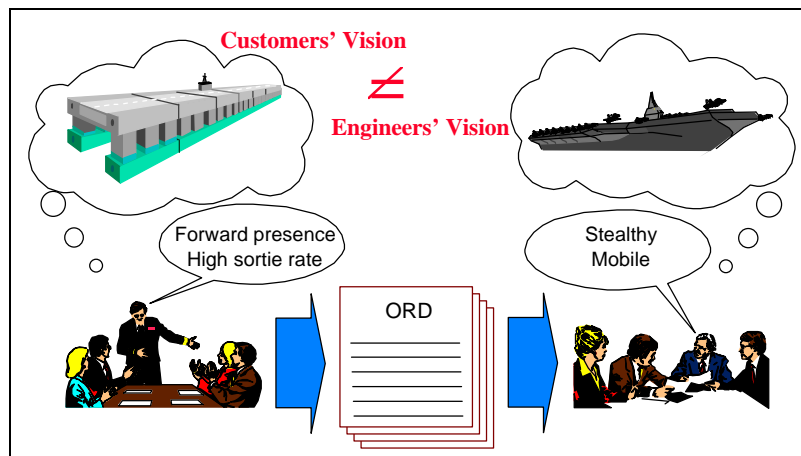 Customers' Vision
≠
Engineers' Vision
Forward presence
High sortie rate
Stealthy
Mobile
ORD